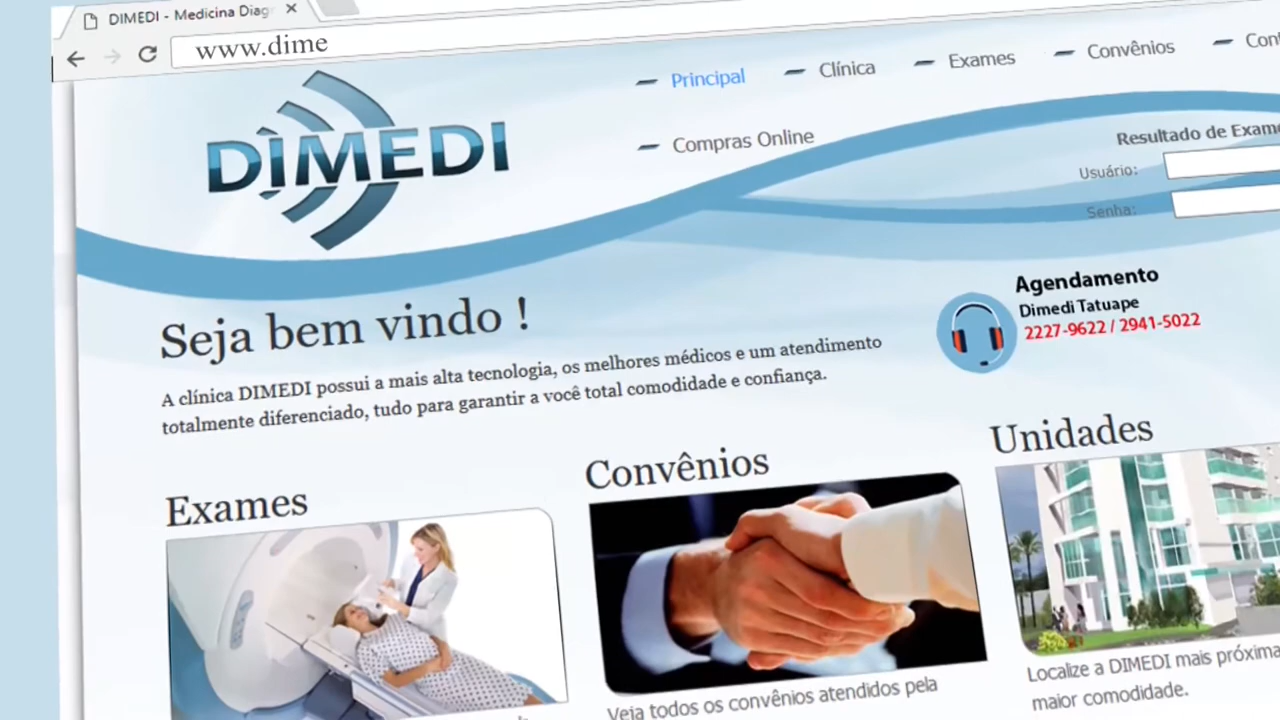 DIMEDI - Medicina Diag
www.dime
Principal
Clínica
Exames
Convênios
Compras Online
DIMEDI
Resultado de Exame
Usuário:
Senha:
Seja bem vindo !
A clínica DIMEDI possui a mais alta tecnologia, os melhores médicos e um atendimento
totalmente diferenciado, tudo para garantir a você total comodidade e confiança.
Agendamento
Dimedi Tatuape
2227-9622 / 2941-5022
Exames
Convênios
Unidades
Veja todos os convênios atendidos pela
Localize a DIMEDI mais próxima
maior comodidade.